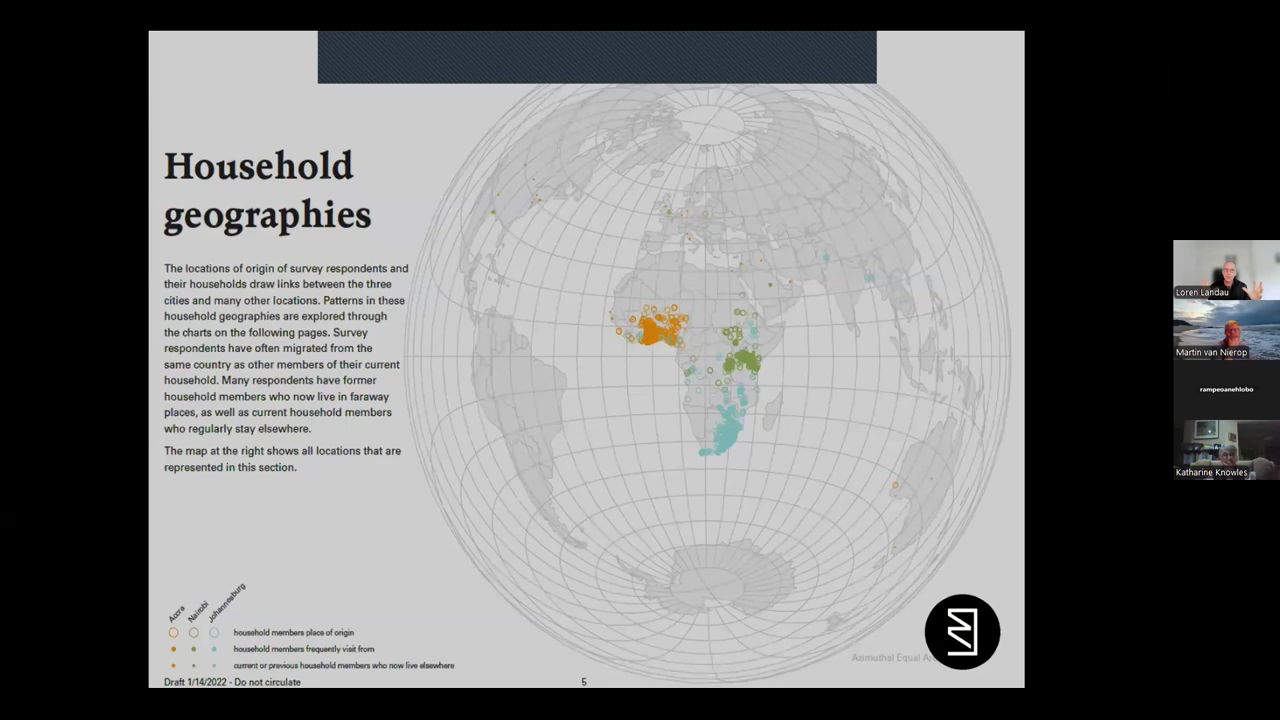 Household
geographies
The locations of origin of survey respondents and
their households draw links between the three
cities and many other locations. Patterns in these
household geographies are explored through
the charts on the following pages. Survey
respondents have often migrated from the
same country as other members of their current
household. Many respondents have former
household members who now live in faraway
places, as well as current household members
who regularly stay elsewhere.
The map at the right shows all locations that are
represented in this section.
Accra
Nairobi
Johannesburg
household members place of origin
household members frequently visit from
current or previous household members who now live elsewhere
Draft 1/14/2022 - Do not circulate
5
Azimuthal Equal
Loren Landau
Martin van Nierop
rampeoanehlobo
Katharine Knowles